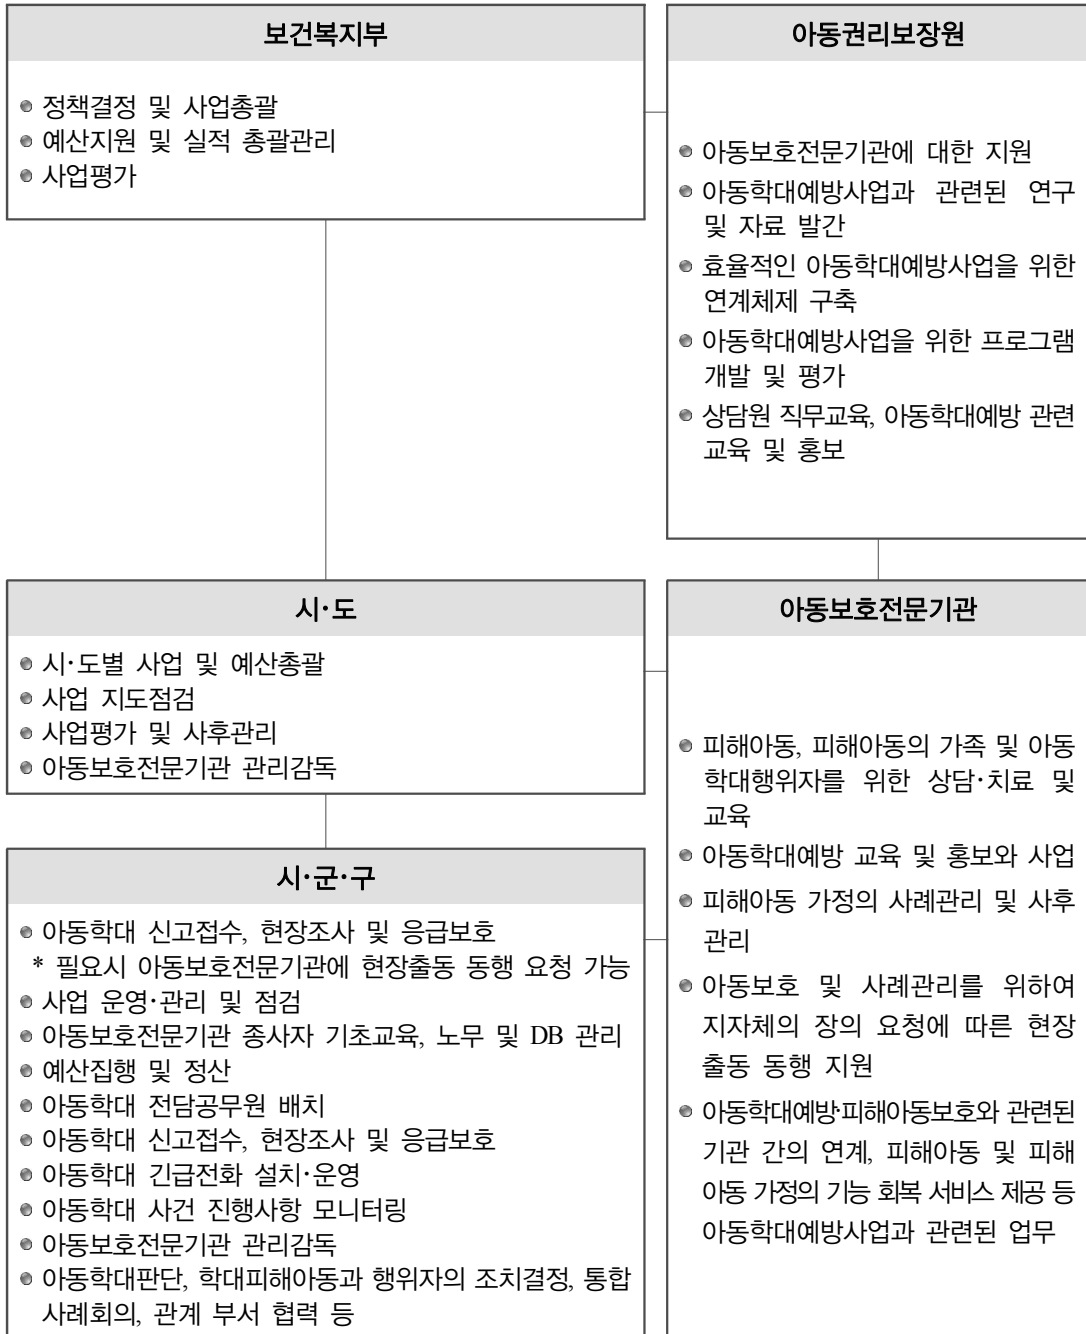 보건복지부
정책결정 및 사업총괄
예산지원 및 실적 총괄관리
사업평가
아동권리보장원
아동보호전문기관에 대한 지원
아동학대예방사업과 관련된 연구
및 자료 발간
효율적인 아동학대예방사업을 위한
연계체제 구축
아동학대예방사업을 위한 프로그램
개발 및 평가
상담원 직무교육, 아동학대예방 관련
교육 및 홍보
시·도
시·도별 사업 및 예산총괄
사업 지도점검
사업평가 및 사후관리
아동보호전문기관 관리감독
시·군·구
아동학대 신고접수, 현장조사 및 응급보호
* 필요시 아동보호전문기관에 현장출동 동행 요청 가능
사업 운영·관리 및 점검
아동보호전문기관 종사자 기초교육, 노무 및 DB 관리
예산집행 및 정산
아동학대 전담공무원 배치
아동학대 신고접수, 현장조사 및 응급보호
아동학대 긴급전화 설치·운영
아동학대 사건 진행사항 모니터링
아동보호전문기관 관리감독
아동학대판단, 학대피해아동과 행위자의 조치결정, 통합
사례회의, 관계 부서 협력 등
아동보호전문기관
피해아동, 피해아동의 가족 및 아동
학대행위자를 위한 상담·치료 및
교육
아동학대예방 교육 및 홍보와 사업
피해아동 가정의 사례관리 및 사후
관리
아동보호 및 사례관리를 위하여
지자체의 장의 요청에 따른 현장
출동 동행 지원
아동학대예방·피해아동보호와 관련된
기관 간의 연계, 피해아동 및 피해
아동 가정의 기능 회복 서비스 제공 등
아동학대예방사업과 관련된 업무